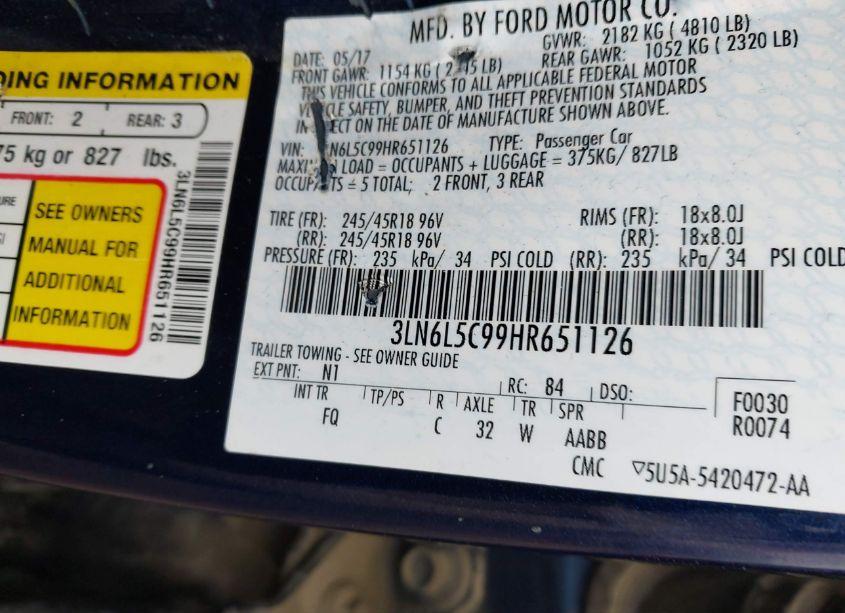 DING INFORMATION
FRONT: 2 REAR: 3
75 kg or 827 lbs.
SEE OWNERS
MANUAL FOR
ADDITIONAL
INFORMATION
3LN6L5C99HR651126
MFD. BY FORD MOTOR CO.
DATE: 05/17 GVWR: 2182 KG ( 4810 LB)
FRONT GAWR: 1154 KG ( 2 45 LB) REAR GAWR: 1052 KG ( 2320 LB)
THIS VEHICLE CONFORMS TO ALL APPLICABLE FEDERAL MOTOR
VEHICLE SAFETY, BUMPER, AND THEFT PREVENTION STANDARDS
IN EFFECT ON THE DATE OF MANUFACTURE SHOWN ABOVE.
VIN: LN6L5C99HR651126 TYPE: Passenger Car
MAXIMUM LOAD = OCCUPANTS + LUGGAGE = 375KG/ 827LB
OCCUPANTS = 5 TOTAL; 2 FRONT, 3 REAR
TIRE (FR): 245/45R18 96V RIMS (FR): 18x8.0J
(RR): 245/45R18 96V (RR): 18x8.0J
PRESSURE (FR): 235 kPa/ 34 PSI COLD (RR): 235 kPa/ 34 PSI COLD
3LN6L5C99HR651126
TRAILER TOWING - SEE OWNER GUIDE
EXT PNT: N1 RC: 84 DSO:
INT TR TP/PS R AXLE TR SPR F0030
FQ C 32 W AABB R0074
CMC ▽5U5A-5420472-AA